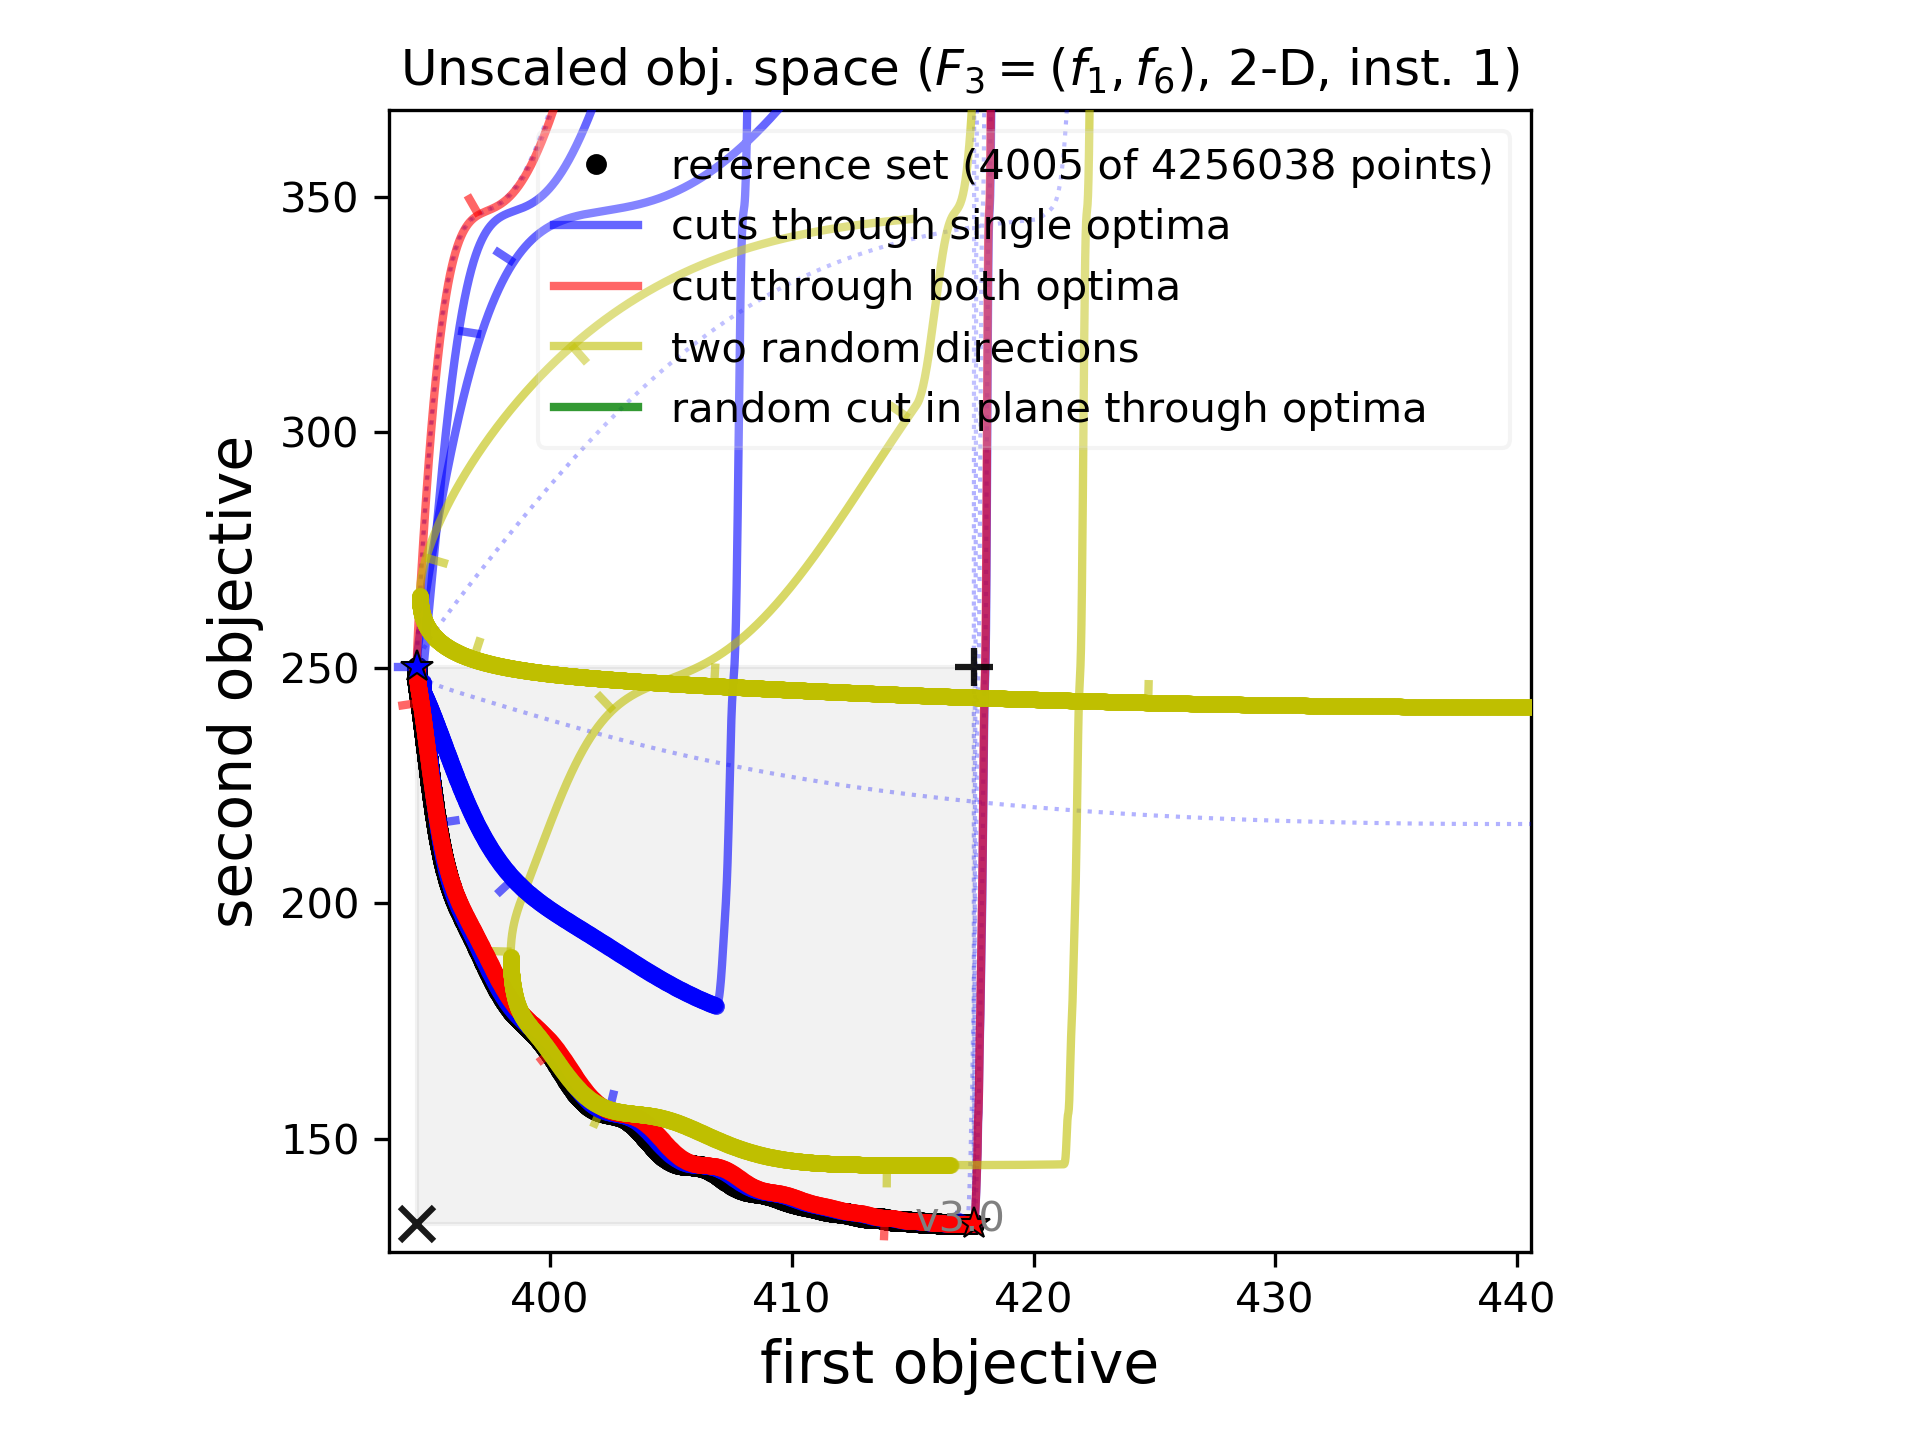 Unscaled obj. space (F₃ = (f₁, f₆), 2-D, inst. 1)
reference set (4005 of 4256038 points)
cuts through single optima
cut through both optima
two random directions
random cut in plane through optima
350
300
250
200
150
second objective
v3.0
400 410 420 430 440
first objective